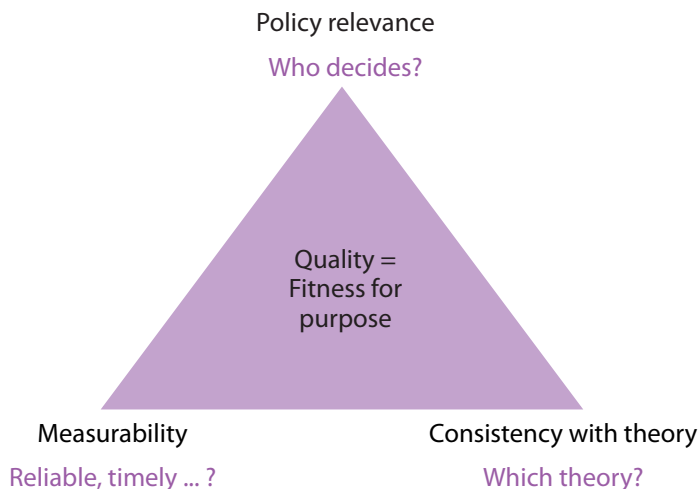 Policy relevance
Who decides?
Quality =
Fitness for
purpose
Measurability
Consistency with theory
Reliable, timely ... ?
Which theory?